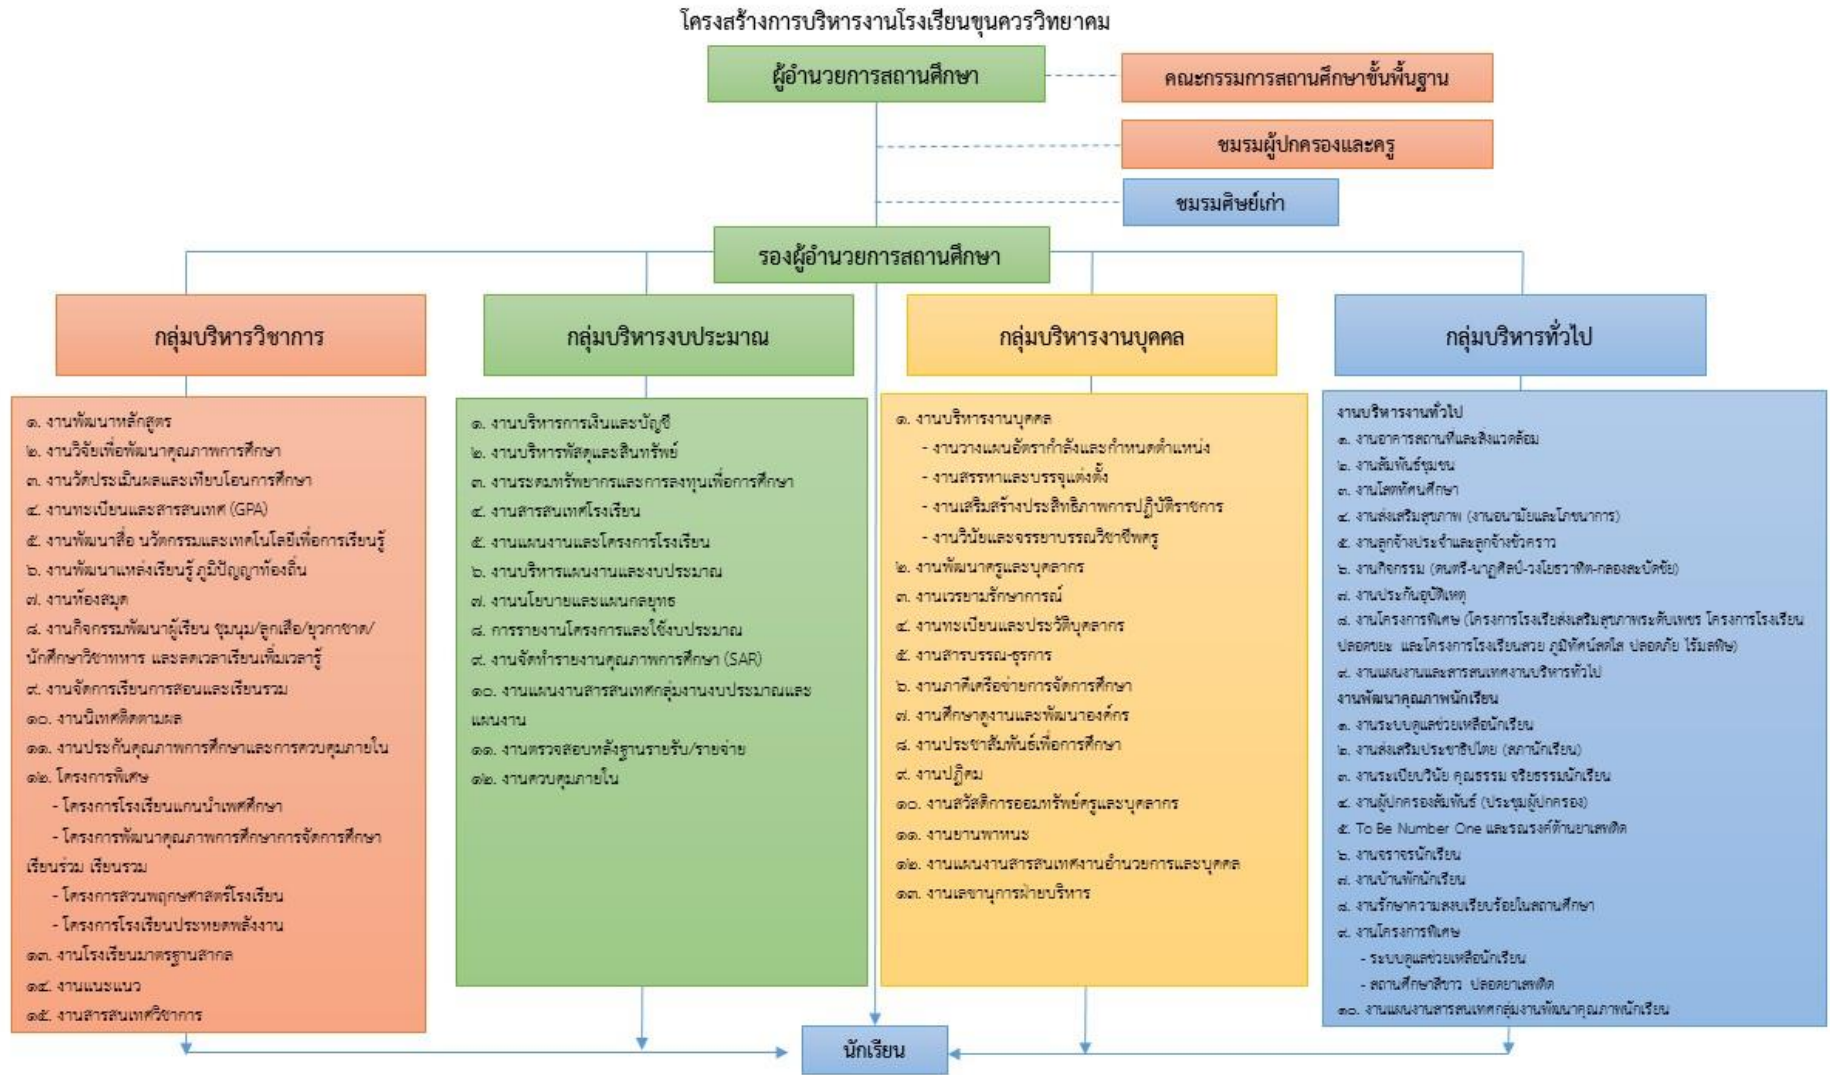 โครงสร้างการบริหารงานโรงเรียนขุนควรวิทยาคม
ผู้อำนวยการสถานศึกษา
คณะกรรมการสถานศึกษาขั้นพื้นฐาน
ชมรมผู้ปกครองและครู
ชมรมศิษย์เก่า
รองผู้อำนวยการสถานศึกษา
กลุ่มบริหารวิชาการ
๑. งานพัฒนาหลักสูตร
๒. งานวิจัยเพื่อพัฒนาคุณภาพการศึกษา
๓. งานวัดประเมินผลและเทียบโอนการศึกษา
๔. งานทะเบียนและสารสนเทศ (GPA)
๕. งานพัฒนาสื่อ นวัตกรรมและเทคโนโลยีเพื่อการเรียนรู้
๖. งานพัฒนาแหล่งเรียนรู้ ภูมิปัญญาท้องถิ่น
๗. งานห้องสมุด
๘. งานกิจกรรมพัฒนาผู้เรียน ชุมนุม/ลูกเสือ/ยุวกาชาด/
นักศึกษาวิชาทหาร และลดเวลาเรียนเพิ่มเวลารู้
๙. งานจัดการเรียนการสอนและเรียนรวม
๑๐. งานนิเทศติดตามผล
๑๑. งานประกันคุณภาพการศึกษาและการควบคุมภายใน
๑๒. โครงการพิเศษ
- โครงการโรงเรียนแกนนำเพศศึกษา
- โครงการพัฒนาคุณภาพการศึกษาการจัดการศึกษา
เรียนร่วม เรียนรวม
- โครงการสวนพฤกษศาสตร์โรงเรียน
- โครงการโรงเรียนประหยดพลังงาน
๑๓. งานโรงเรียนมาตรฐานสากล
๑๔. งานแนะแนว
๑๕. งานสารสนเทศวิชาการ
กลุ่มบริหารงบประมาณ
๑. งานบริหารการเงินและบัญชี
๒. งานบริหารพัสดุและสินทรัพย์
๓. งานระดมทรัพยากรและการลงทุนเพื่อการศึกษา
๔. งานสารสนเทศโรงเรียน
๕. งานแผนงานและโครงการโรงเรียน
๖. งานบริหารแผนงานและงบประมาณ
๗. งานนโยบายและแผนกลยุทธ
๘. การรายงานโครงการและใช้งบประมาณ
๙. งานจัดทำรายงานคุณภาพการศึกษา (SAR)
๑๐. งานแผนงานสารสนเทศกลุ่มงานงบประมาณและ
แผนงาน
๑๑. งานตรวจสอบหลังฐานรายรับ/รายจ่าย
๑๒. งานควบคุมภายใน
กลุ่มบริหารงานบุคคล
๑. งานบริหารงานบุคคล
- งานวางแผนอัตรากำลังและกำหนดตำแหน่ง
- งานสรรหาและบรรจุแต่งตั้ง
- งานเสริมสร้างประสิทธิภาพการปฏิบัติราชการ
- งานวินัยและจรรยาบรรณวิชาชีพครู
๒. งานพัฒนาครูและบุคลากร
๓. งานเวรยามรักษาการณ์
๔. งานทะเบียนและประวัติบุคลากร
๕. งานสารบรรณ-ธุรการ
๖. งานภาคีเครือข่ายการจัดการศึกษา
๗. งานศึกษาดูงานและพัฒนาองค์กร
๘. งานประชาสัมพันธ์เพื่อการศึกษา
๙. งานปฏิคม
๑๐. งานสวัสดิการออมทรัพย์ครูและบุคลากร
๑๑. งานยานพาหนะ
๑๒. งานแผนงานสารสนเทศงานอำนวยการและบุคคล
๑๓. งานเลขานุการฝ่ายบริหาร
กลุ่มบริหารทั่วไป
งานบริหารงานทั่วไป
๑. งานอาคารสถานที่และสิ่งแวดล้อม
๒. งานสัมพันธ์ชุมชน
๓. งานโสตทัศนศึกษา
๔. งานส่งเสริมสุขภาพ (งานอนามัยและโภชนาการ)
๕. งานลูกจ้างประจำและลูกจ้างชั่วคราว
๖. งานกิจกรรม (ดนตรี-นาฏศิลป์-วงโยธวาทิต-กลองสะบัดชัย)
๗. งานประกันอุบัติเหตุ
๘. งานโครงการพิเศษ (โครงการโรงเรียส่งเสริมสุขภาพระดับเพชร โครงการโรงเรียน
ปลอดขยะ และโครงการโรงเรียนสวย ภูมิทัศน์สดใส ปลอดภัย ไร้มลพิษ)
๙. งานแผนงานและสารสนเทศงานบริหารทั่วไป
งานพัฒนาคุณภาพนักเรียน
๑. งานระบบดูแลช่วยเหลือนักเรียน
๒. งานส่งเสริมประชาธิปไตย (สภานักเรียน)
๓. งานระเบียบวินัย คุณธรรม จริยธรรมนักเรียน
๔. งานผู้ปกครองสัมพันธ์ (ประชุมผู้ปกครอง)
๕. To Be Number One และรณรงค์ต้านยาเสพติด
๖. งานจราจรนักเรียน
๗. งานบ้านพักนักเรียน
๘. งานรักษาความสงบเรียบร้อยในสถานศึกษา
๙. งานโครงการพิเศษ
- ระบบดูแลช่วยเหลือนักเรียน
- สถานศึกษาสีขาว ปลอดยาเสพติด
๑๐. งานแผนงานสารสนเทศกลุ่มงานพัฒนาคุณภาพนักเรียน
นักเรียน